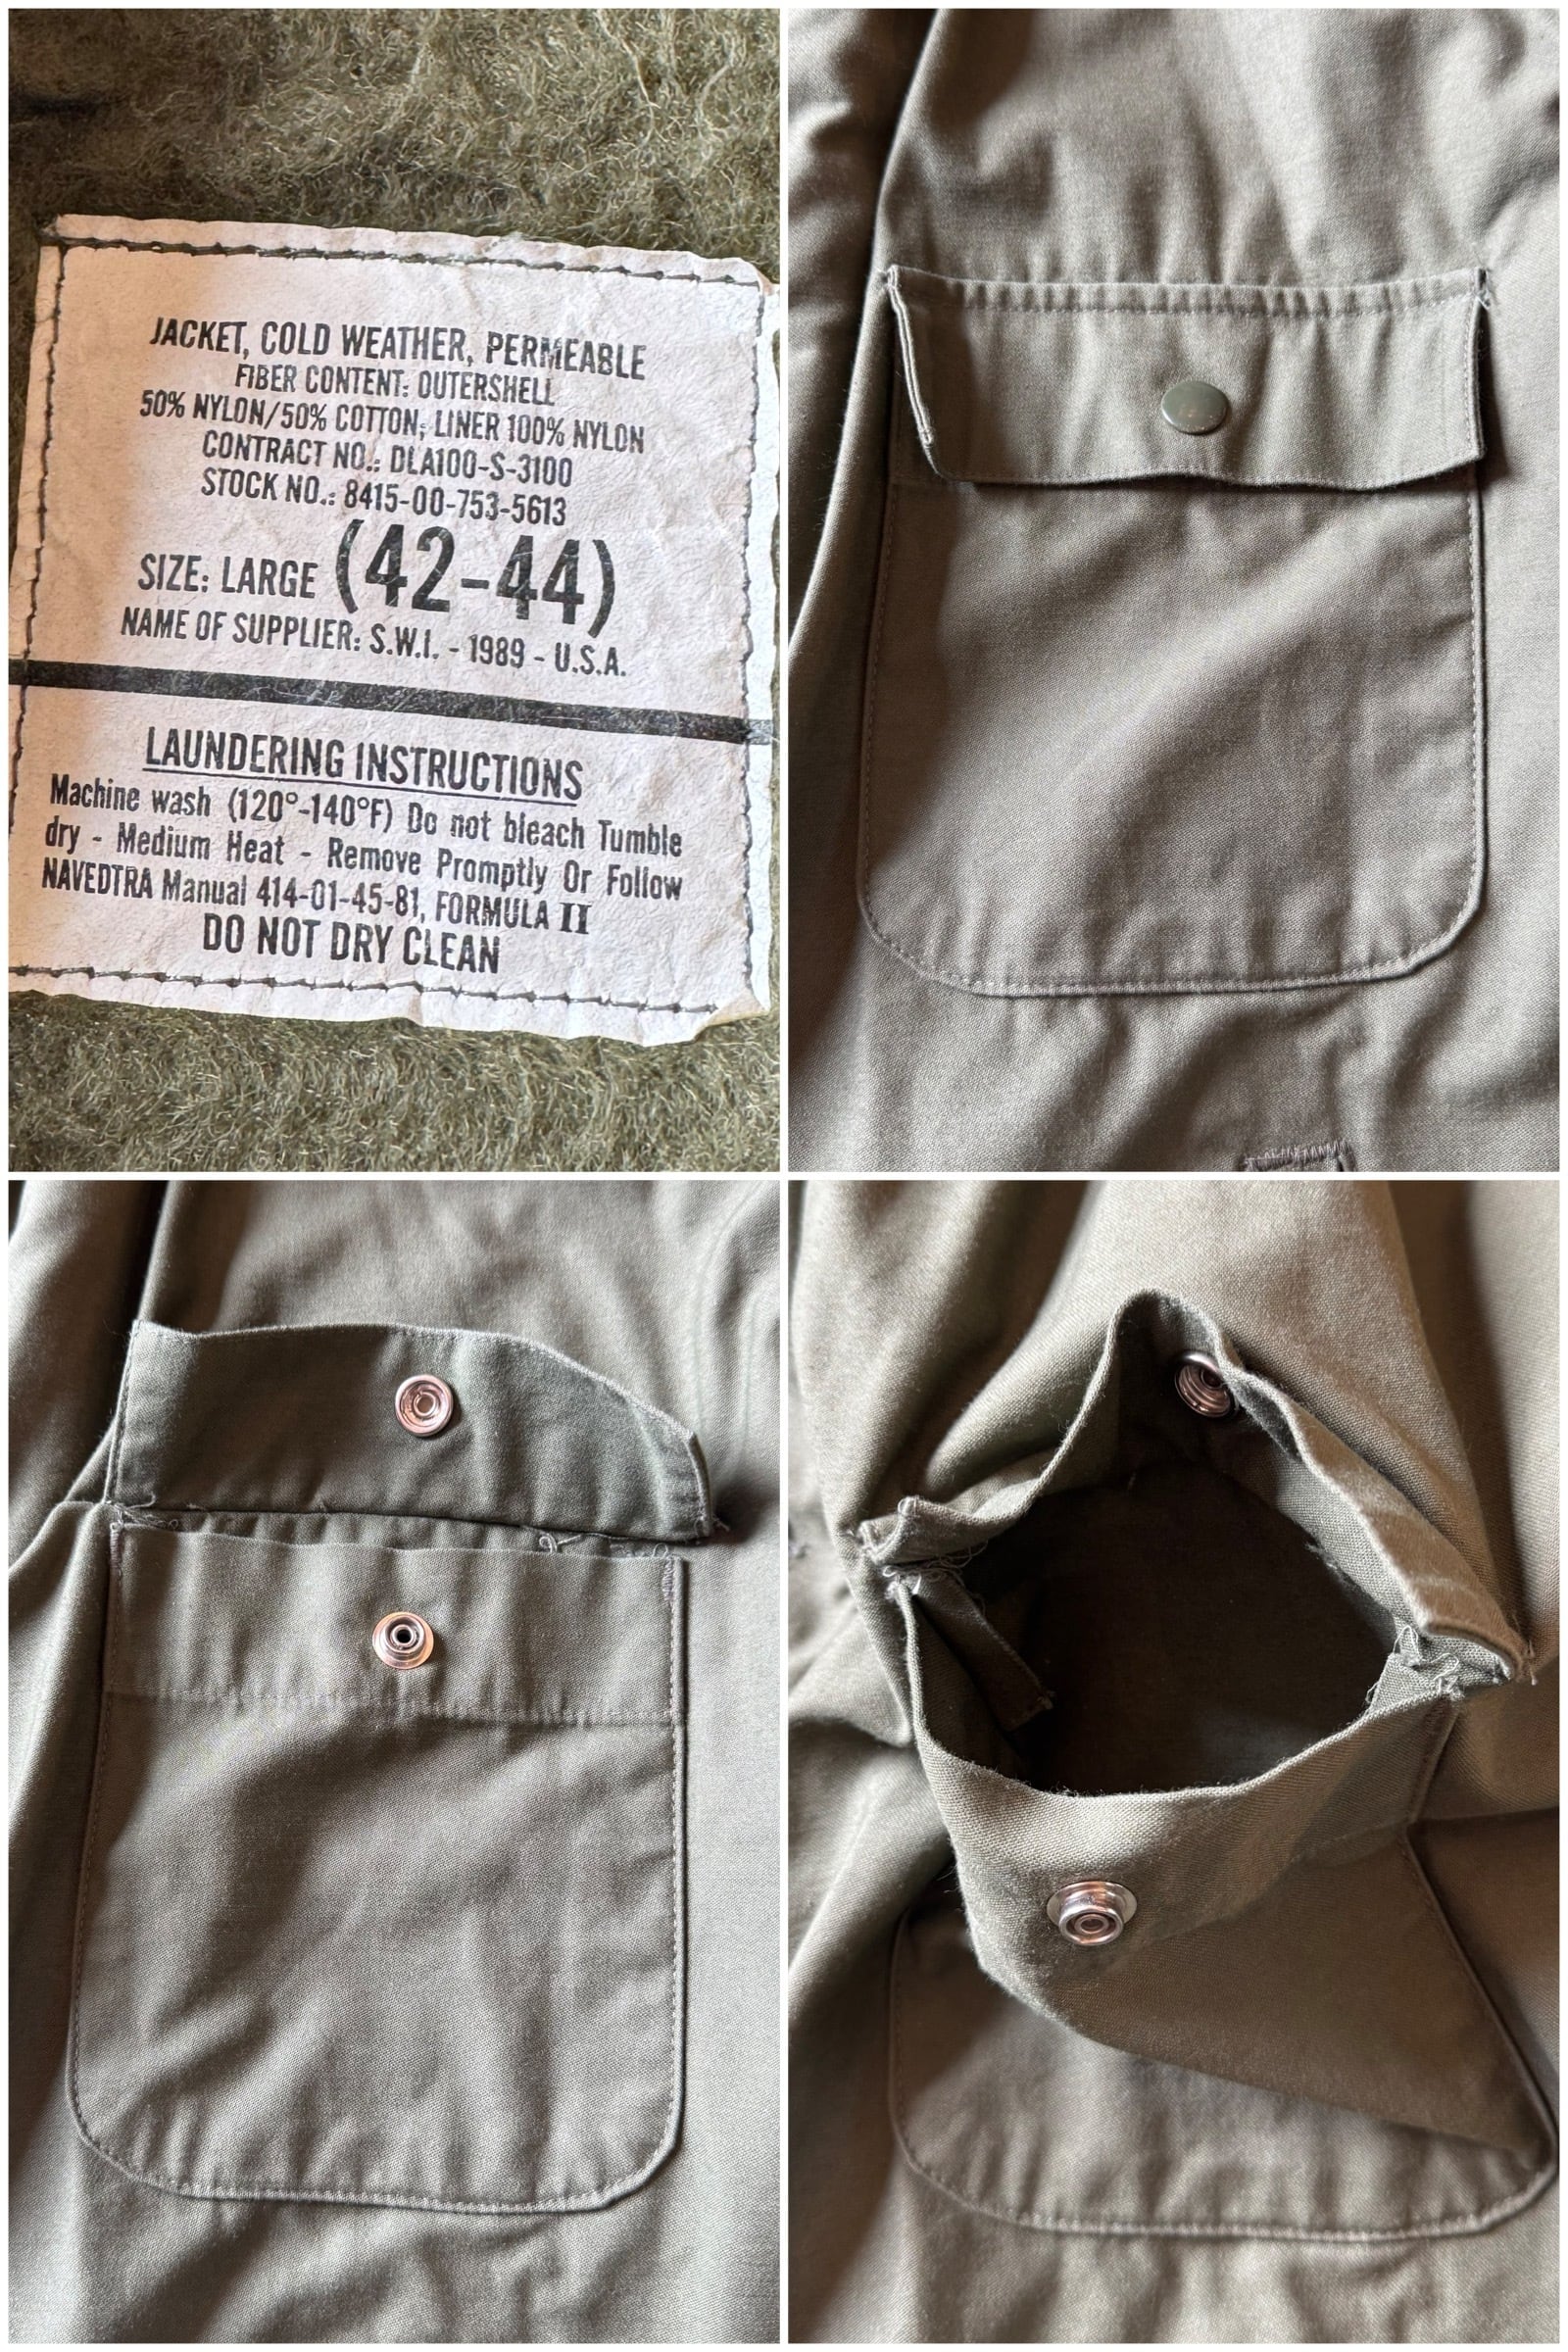 JACKET, COLD WEATHER, PERMEABLE
FIBER CONTENT: OUTERSHELL
50% NYLON/50% COTTON; LINER 100% NYLON
CONTRACT NO.: DLA100-S-3100
STOCK NO.: 8415-00-753-5613
SIZE: LARGE (42-44)
NAME OF SUPPLIER: S.W.I. - 1989 - U.S.A.
LAUNDERING INSTRUCTIONS
Machine wash (120°-140°F) Do not bleach Tumble
dry - Medium Heat - Remove Promptly Or Follow
NAVEDTRA Manual 414-01-45-81, FORMULA II
DO NOT DRY CLEAN